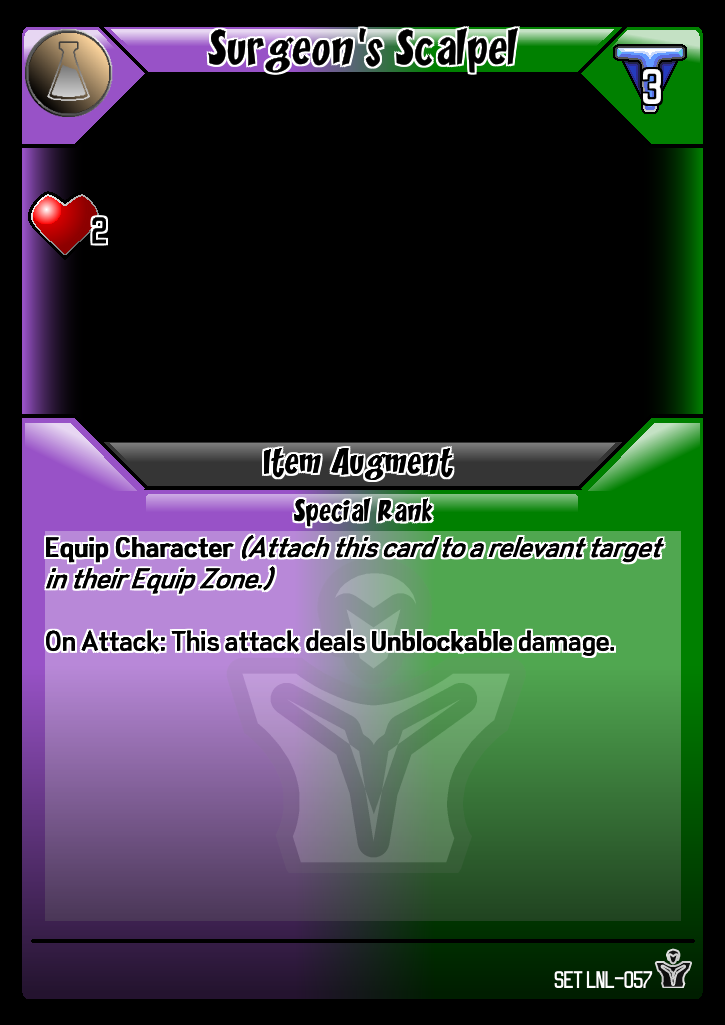 Surgeon's Scalpel
3
2
Item Augment
Special Rank
Equip Character (Attach this card to a relevant target
in their Equip Zone.)
On Attack: This attack deals Unblockable damage.
SET LNL-057